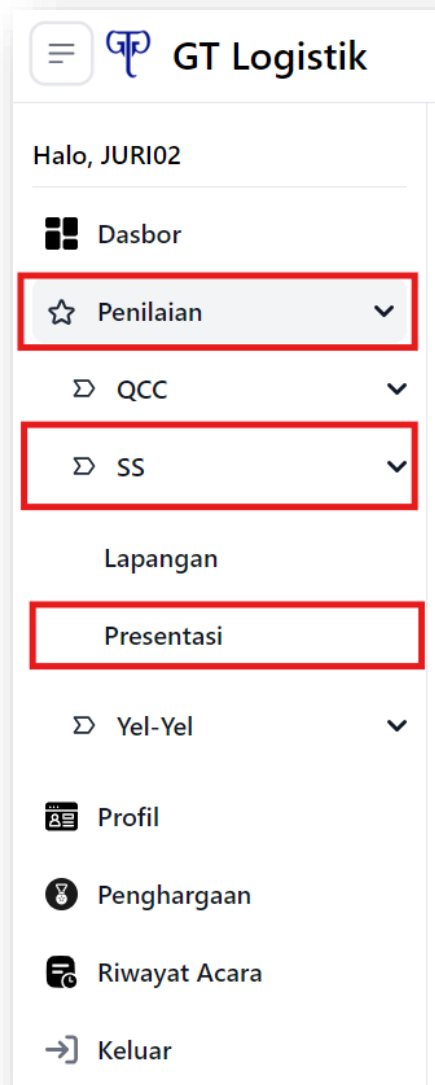 GT Logistik
Halo, JURI02
Dasbor
Penilaian
QCC
SS
Lapangan
Presentasi
Yel-Yel
Profil
Penghargaan
Riwayat Acara
Keluar